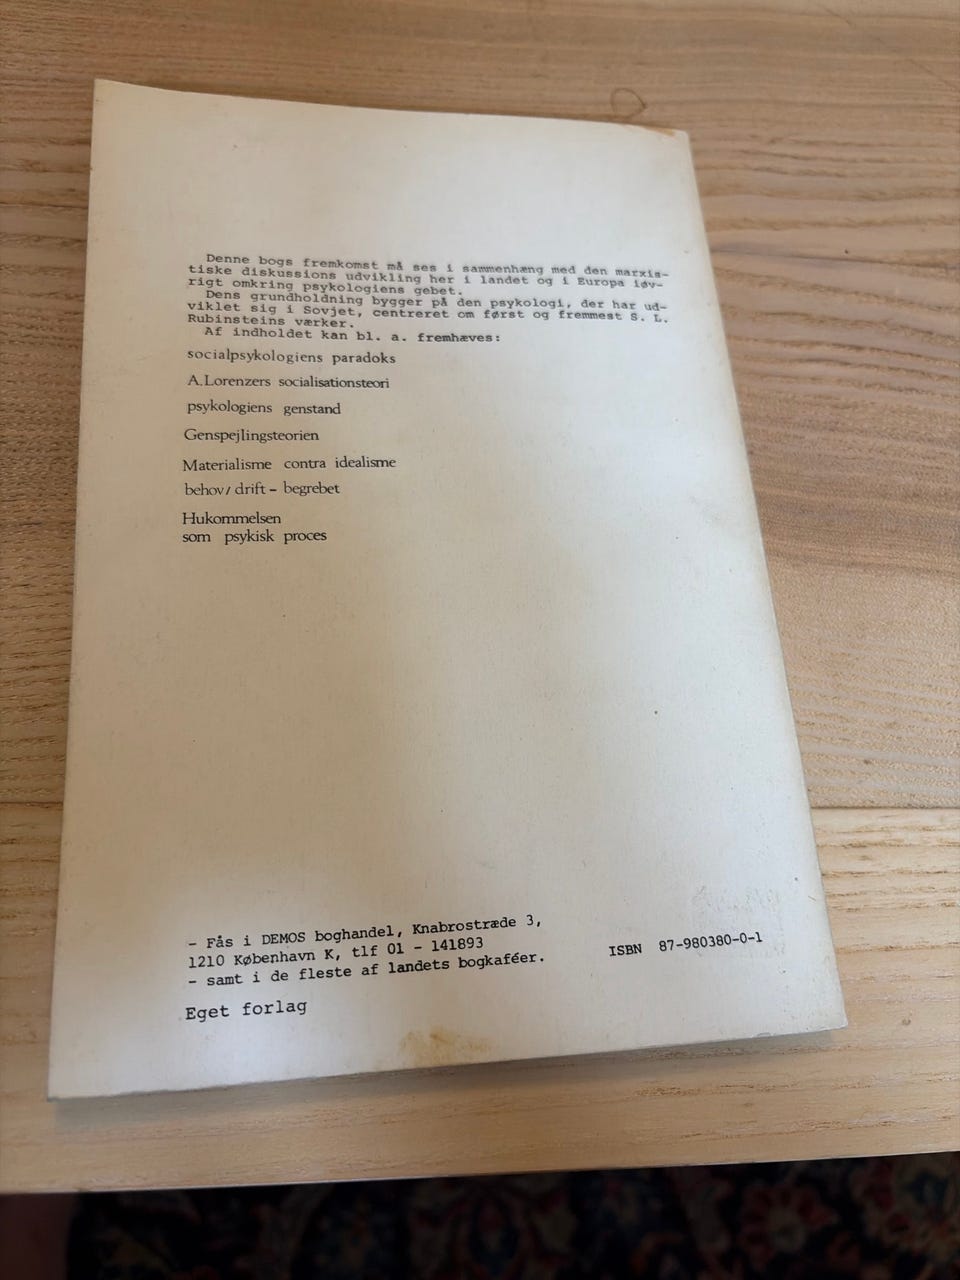 Denne bogs fremkomst må ses i sammenhæng med den marxis-
tiske diskussions udvikling her i landet og i Europa iøv-
rigt omkring psykologiens gebet.
Dens grundholdning bygger på den psykologi, der har ud-
viklet sig i Sovjet, centreret om først og fremmest S. L.
Rubinsteins værker.
Af indholdet kan bl. a. fremhæves:
socialpsykologiens paradoks
A.Lorenzers socialisationsteori
psykologiens genstand
Genspejlingsteorien
Materialisme contra idealisme
behov/drift - begrebet
Hukommelsen
som psykisk proces
- Fås i DEMOS boghandel, Knabrostræde 3,
1210 København K, tlf 01 - 141893
- samt i de fleste af landets bogkaféer.
ISBN 87-980380-0-1
Eget forlag